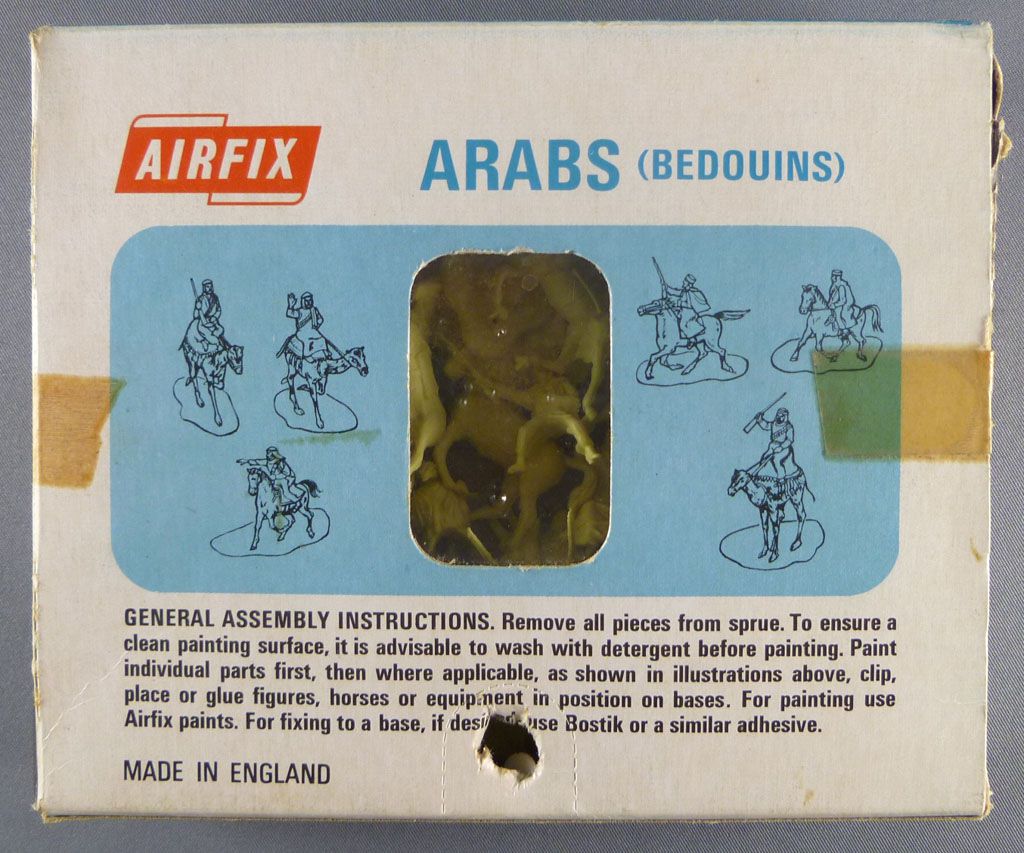 AIRFIX
ARABS (BEDOUINS)
GENERAL ASSEMBLY INSTRUCTIONS. Remove all pieces from sprue. To ensure a
clean painting surface, it is advisable to wash with detergent before painting. Paint
individual parts first, then where applicable, as shown in illustrations above, clip,
place or glue figures, horses or equipment in position on bases. For painting use
Airfix paints. For fixing to a base, if desired use Bostik or a similar adhesive.
MADE IN ENGLAND